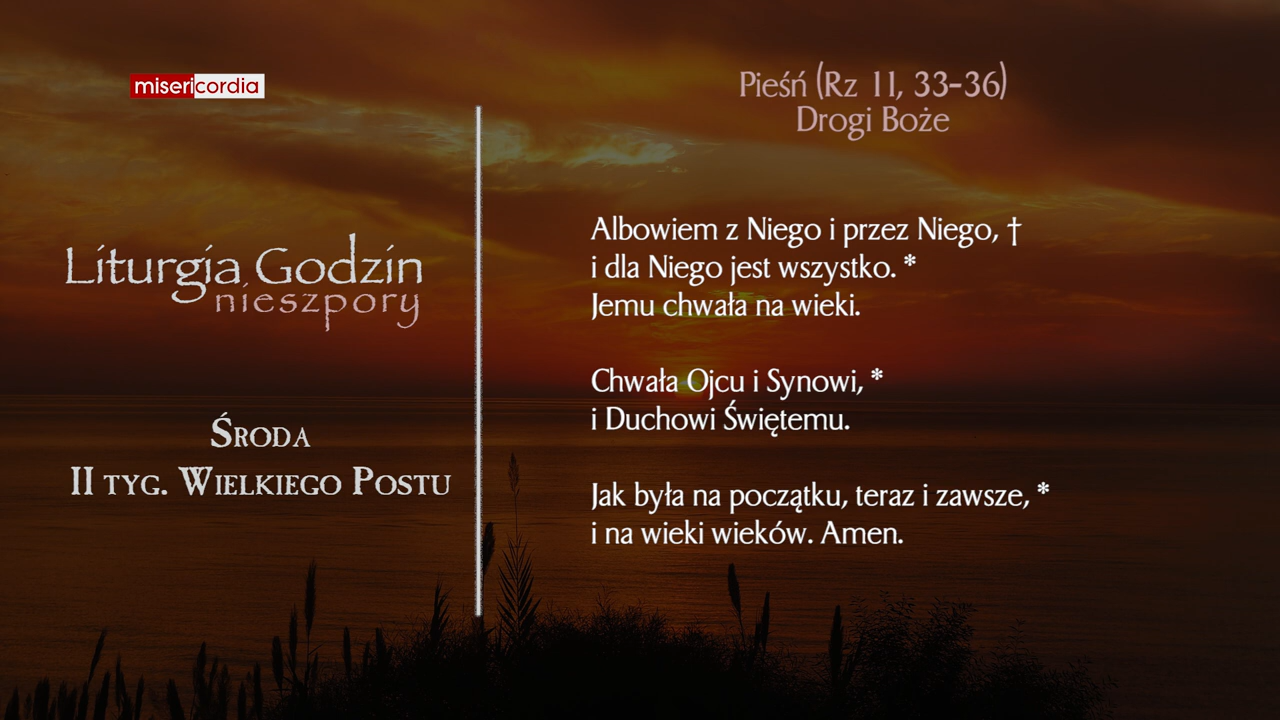 misericordia
Liturgia Godzin
nieszpory
Środa
II tyg. Wielkiego Postu
Pieśń (Rz 11, 33-36)
Drogi Boże
Albowiem z Niego i przez Niego, †
i dla Niego jest wszystko. *
Jemu chwała na wieki.
Chwała Ojcu i Synowi, *
i Duchowi Świętemu.
Jak była na początku, teraz i zawsze, *
i na wieki wieków. Amen.